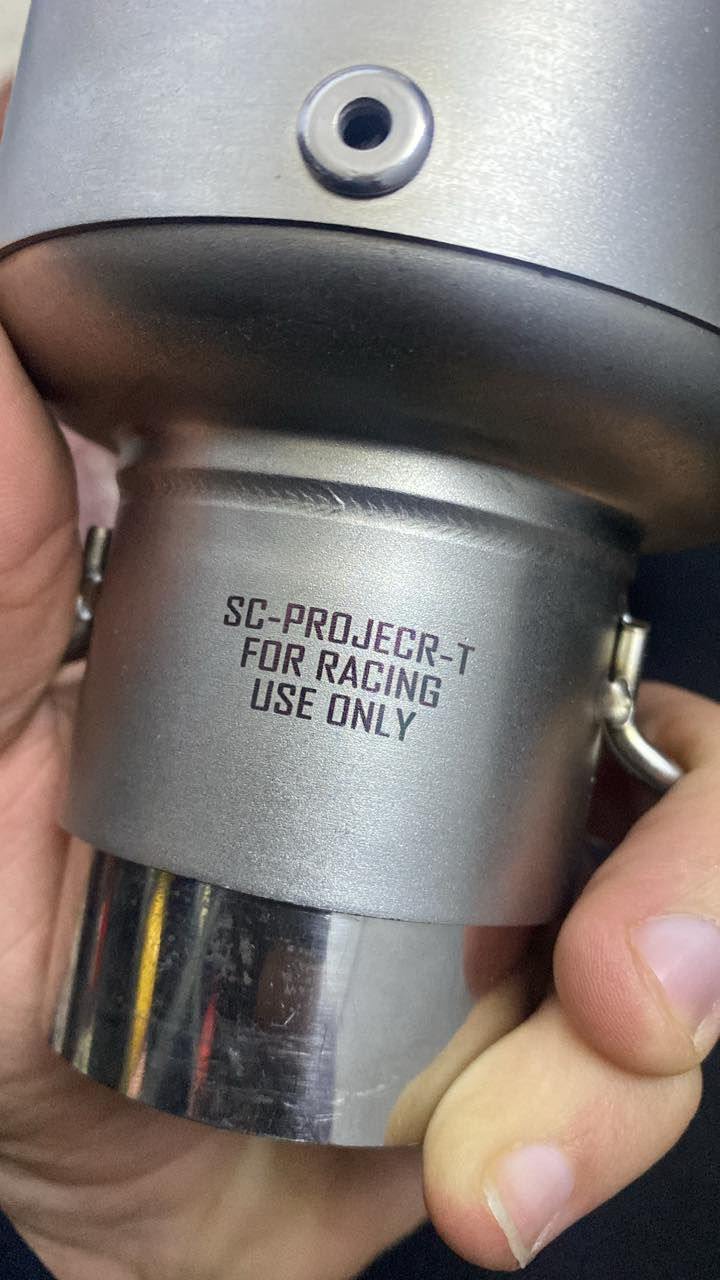 SC-PROJECR-T
FOR RACING
USE ONLY